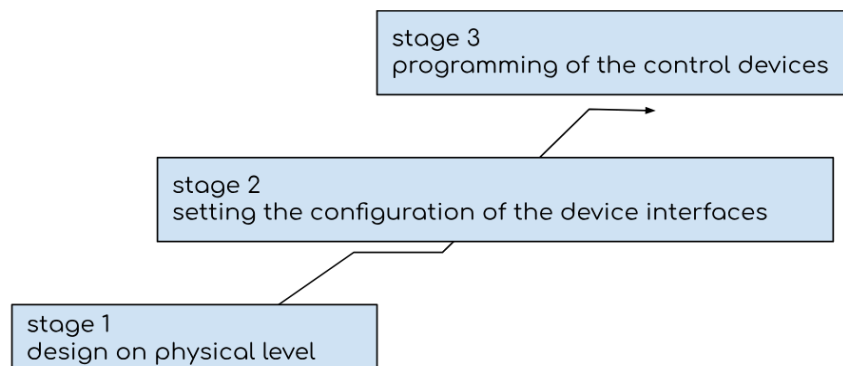 stage 3
programming of the control devices
stage 2
setting the configuration of the device interfaces
stage 1
design on physical level